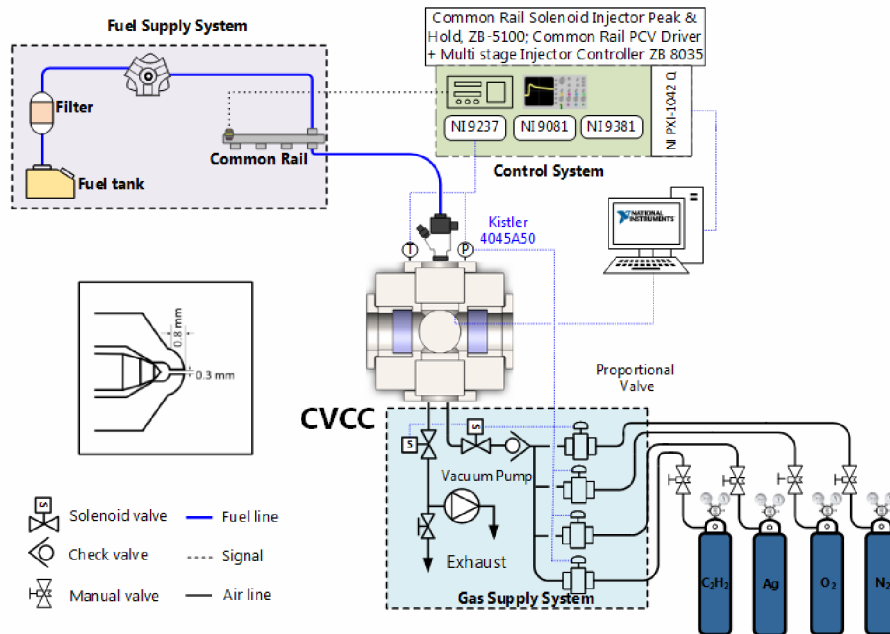 Fuel Supply System
Common Rail Solenoid Injector Peak &
Hold, ZB-5100; Common Rail PCV Driver
+ Multi stage Injector Controller ZB 8035
Filter
Fuel tank
Common Rail
NI 9237
NI 9081
NI 9381
NI PXI-1042 Q
Control System
Kistler
4045A50
T
P
NATIONAL
INSTRUMENTS
0.8 mm
0.3 mm
Proportional
Valve
CVCC
S
S
Vacuum Pump
Exhaust
Gas Supply System
S
Solenoid valve
Check valve
Manual valve
Fuel line
Signal
Air line
C₂H₂
Ag
O₂
N₂